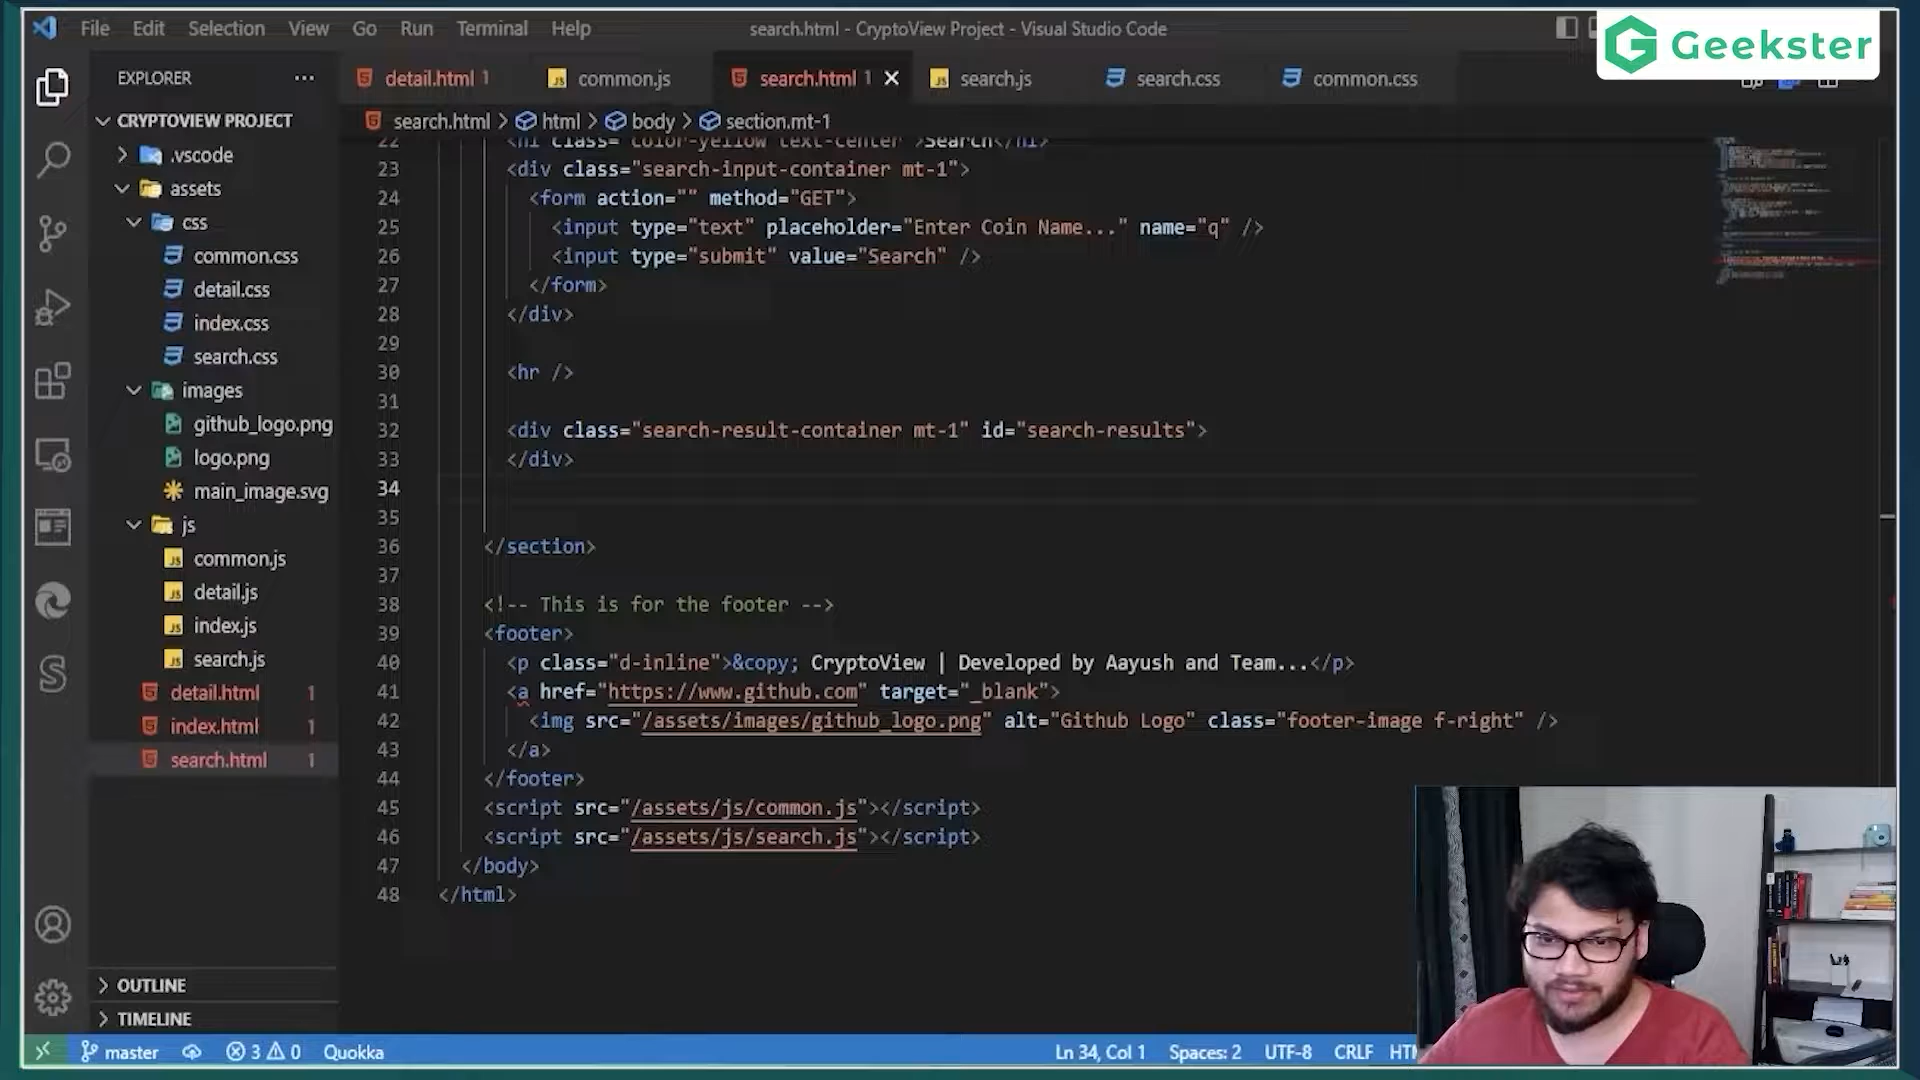 File Edit Selection View Go Run Terminal Help
search.html - CryptoView Project - Visual Studio Code
Geekster
EXPLORER
detail.html 1
common.js
search.html 1
search.js
search.css
common.css
CRYPTOVIEW PROJECT
.vscode
assets
css
common.css
detail.css
index.css
search.css
images
github_logo.png
logo.png
main_image.svg
js
common.js
detail.js
index.js
search.js
detail.html 1
index.html 1
search.html 1
OUTLINE
TIMELINE
search.html > html > body > section.mt-1
22 <h1 class="color-yellow text-center">Search</h1>
23 <div class="search-input-container mt-1">
24 <form action="" method="GET">
25 <input type="text" placeholder="Enter Coin Name..." name="q" />
26 <input type="submit" value="Search" />
27 </form>
28 </div>
29
30 <hr />
31
32 <div class="search-result-container mt-1" id="search-results">
33 </div>
34
35
36 </section>
37
38 <!-- This is for the footer -->
39 <footer>
40 <p class="d-inline">&copy; CryptoView | Developed by Aayush and Team...</p>
41 <a href="https://www.github.com" target="_blank">
42 <img src="/assets/images/github_logo.png" alt="Github Logo" class="footer-image f-right" />
43 </a>
44 </footer>
45 <script src="/assets/js/common.js"></script>
46 <script src="/assets/js/search.js"></script>
47 </body>
48 </html>
master 3 0 Quokka
Ln 34, Col 1 Spaces: 2 UTF-8 CRLF HTM